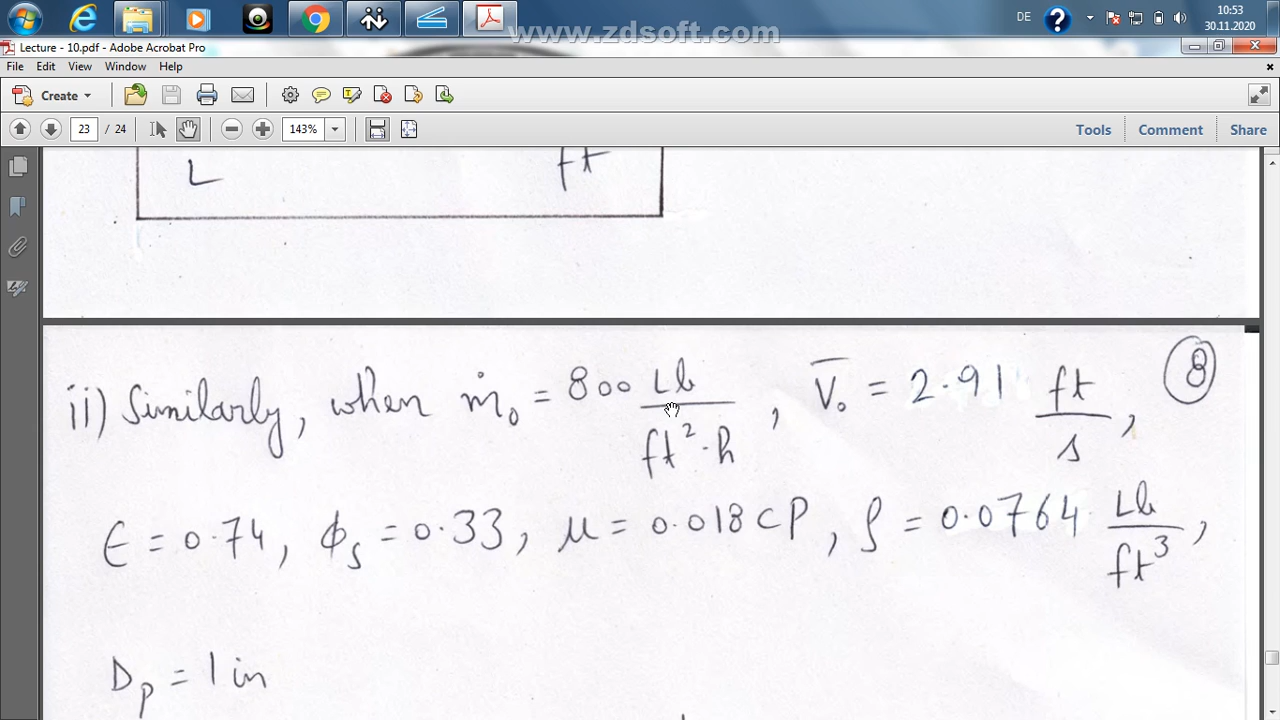 DE
10:53
30.11.2020
www.zdsoft.com
Lecture - 10.pdf - Adobe Acrobat Pro
File Edit View Window Help
Create
23 / 24 143% Tools Comment Share
L ft
ii) Similarly, when ṁ₀ = 800 Lb/ft²·h, V̄₀ = 2.91 ft/s, 8
ϵ = 0.74, ϕₛ = 0.33, μ = 0.018 CP, ρ = 0.0764 Lb/ft³,
Dₚ = 1 in